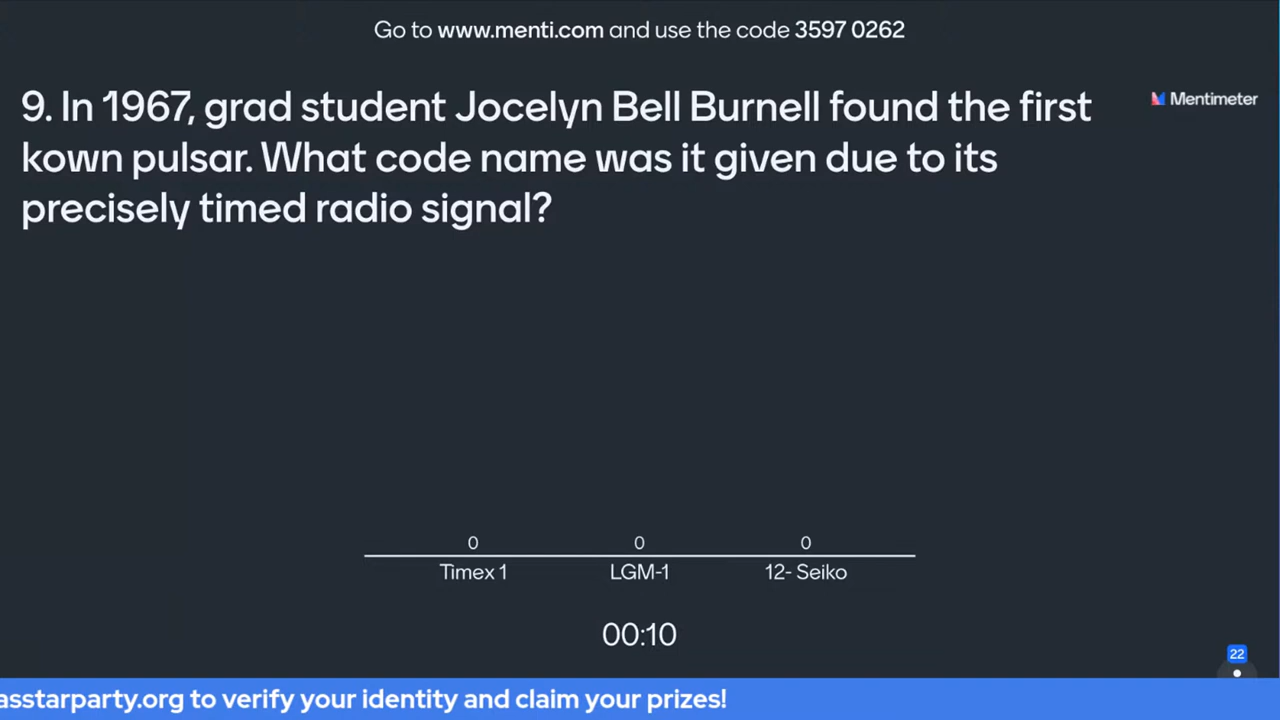 Go to www.menti.com and use the code 3597 0262
9. In 1967, grad student Jocelyn Bell Burnell found the first
kown pulsar. What code name was it given due to its
precisely timed radio signal?
Mentimeter
0 0 0
Timex 1 LGM-1 12- Seiko
00:10
22
asstarparty.org to verify your identity and claim your prizes!